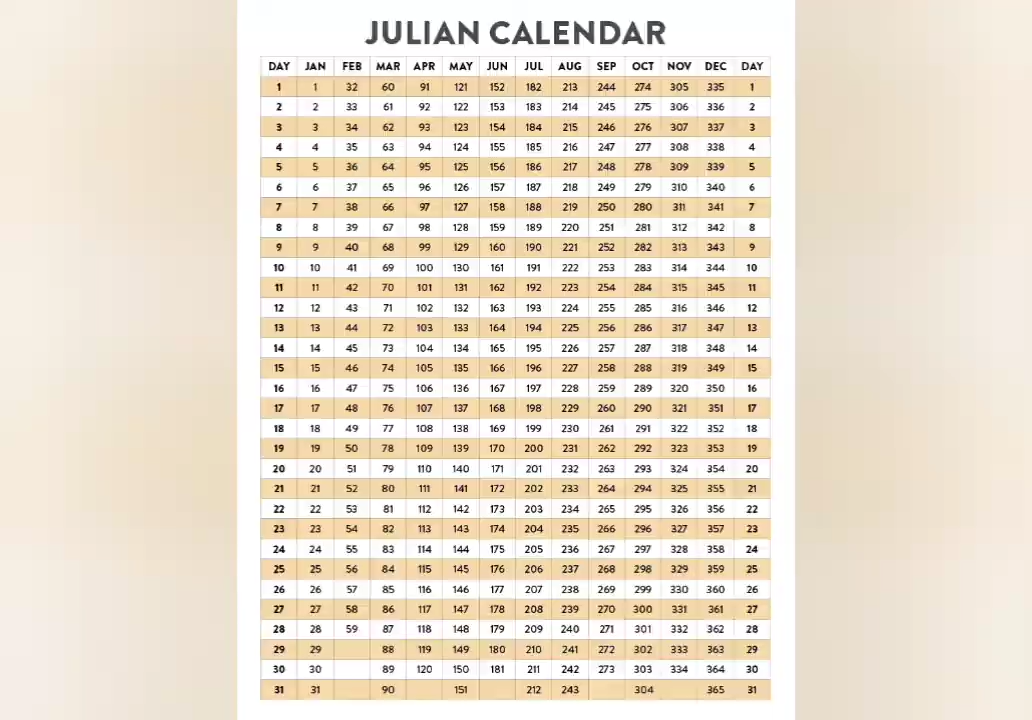 JULIAN CALENDAR
DAY JAN FEB MAR APR MAY JUN JUL AUG SEP OCT NOV DEC DAY
1 1 32 60 91 121 152 182 213 244 274 305 335 1
2 2 33 61 92 122 153 183 214 245 275 306 336 2
3 3 34 62 93 123 154 184 215 246 276 307 337 3
4 4 35 63 94 124 155 185 216 247 277 308 338 4
5 5 36 64 95 125 156 186 217 248 278 309 339 5
6 6 37 65 96 126 157 187 218 249 279 310 340 6
7 7 38 66 97 127 158 188 219 250 280 311 341 7
8 8 39 67 98 128 159 189 220 251 281 312 342 8
9 9 40 68 99 129 160 190 221 252 282 313 343 9
10 10 41 69 100 130 161 191 222 253 283 314 344 10
11 11 42 70 101 131 162 192 223 254 284 315 345 11
12 12 43 71 102 132 163 193 224 255 285 316 346 12
13 13 44 72 103 133 164 194 225 256 286 317 347 13
14 14 45 73 104 134 165 195 226 257 287 318 348 14
15 15 46 74 105 135 166 196 227 258 288 319 349 15
16 16 47 75 106 136 167 197 228 259 289 320 350 16
17 17 48 76 107 137 168 198 229 260 290 321 351 17
18 18 49 77 108 138 169 199 230 261 291 322 352 18
19 19 50 78 109 139 170 200 231 262 292 323 353 19
20 20 51 79 110 140 171 201 232 263 293 324 354 20
21 21 52 80 111 141 172 202 233 264 294 325 355 21
22 22 53 81 112 142 173 203 234 265 295 326 356 22
23 23 54 82 113 143 174 204 235 266 296 327 357 23
24 24 55 83 114 144 175 205 236 267 297 328 358 24
25 25 56 84 115 145 176 206 237 268 298 329 359 25
26 26 57 85 116 146 177 207 238 269 299 330 360 26
27 27 58 86 117 147 178 208 239 270 300 331 361 27
28 28 59 87 118 148 179 209 240 271 301 332 362 28
29 29 88 119 149 180 210 241 272 302 333 363 29
30 30 89 120 150 181 211 242 273 303 334 364 30
31 31 90 151 212 243 304 365 31